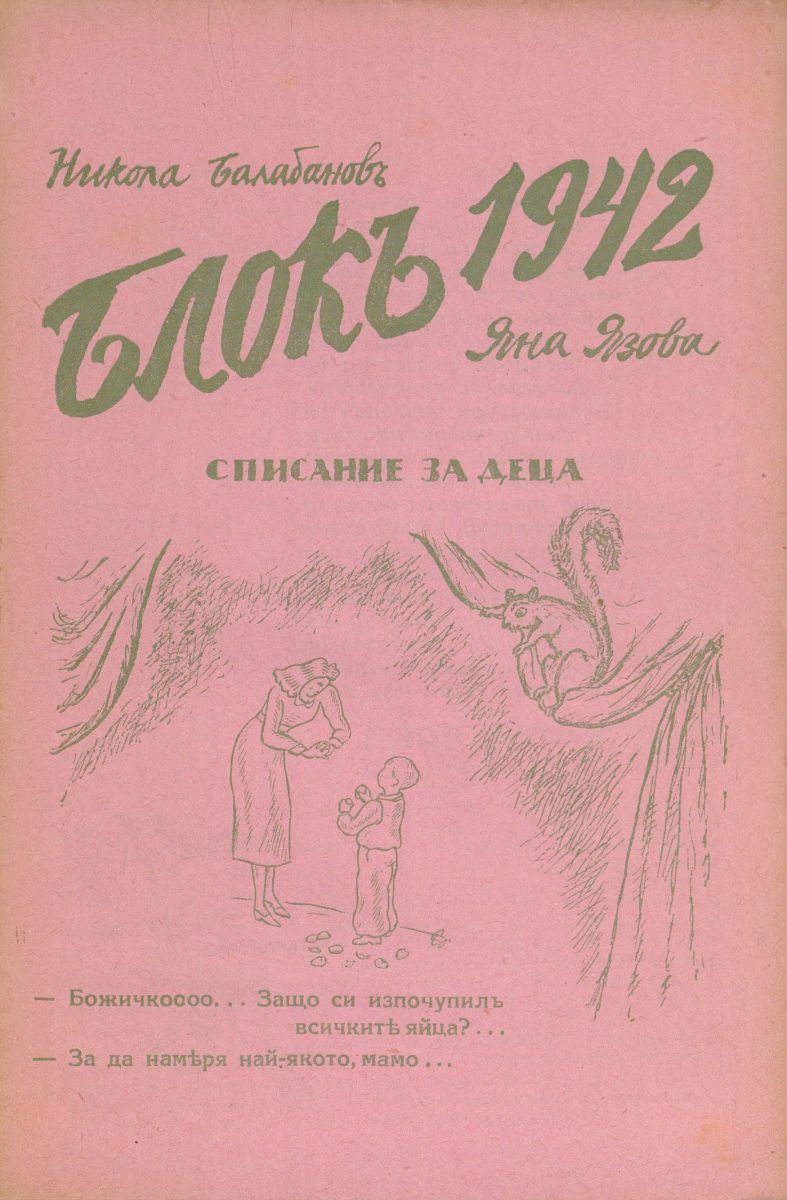 Никола Балабановъ
БЛОКЪ 1942
Яна Язова
СПИСАНИЕ ЗА ДЕЦА
— Божичкоооо... Защо си изпочупилъ
всичкитѣ яйца?...
— За да намѣря най-якото, мамо...